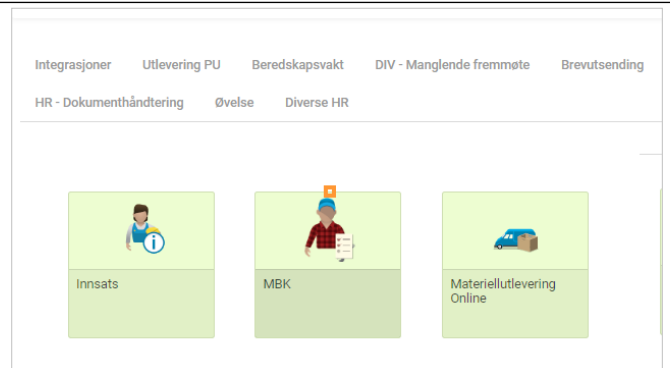 Integrasjoner Utlevering PU Beredskapsvakt DIV - Manglende fremmøte Brevutsending
HR - Dokumenthåndtering Øvelse Diverse HR
Innsats MBK Materiellutlevering
Online